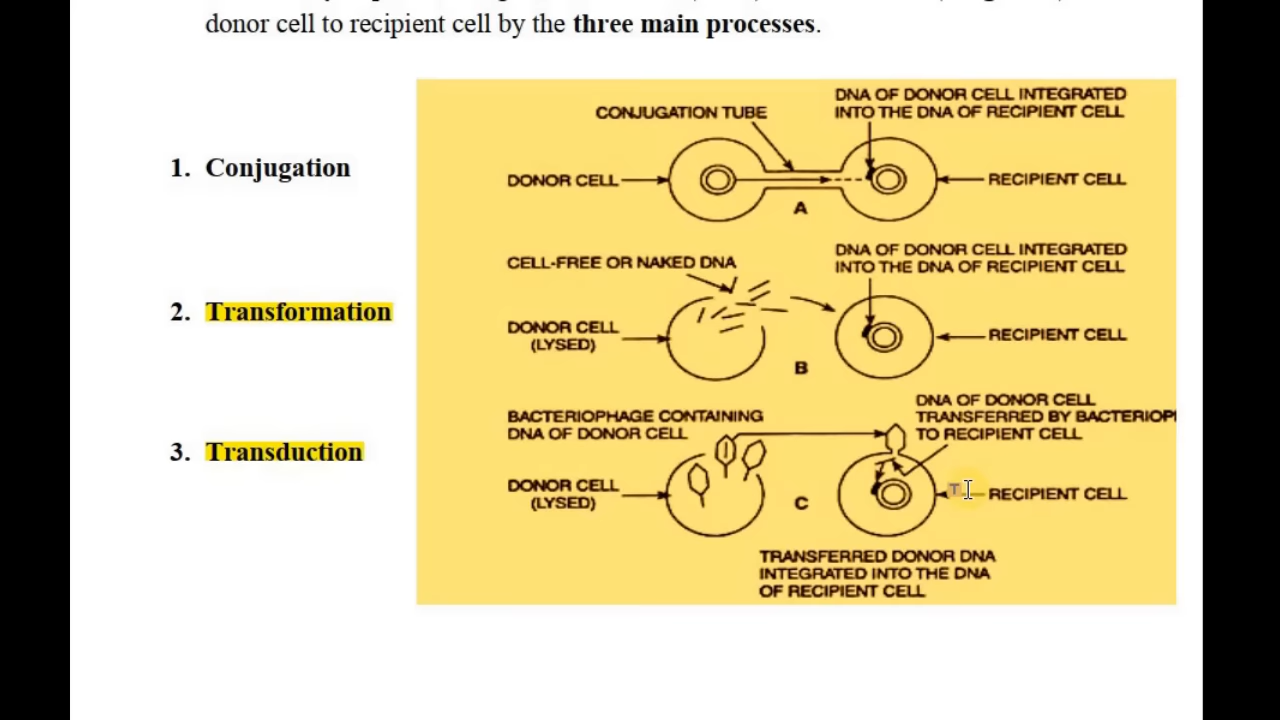 donor cell to recipient cell by the three main processes.
1. Conjugation
CONJUGATION TUBE
DNA OF DONOR CELL INTEGRATED
INTO THE DNA OF RECIPIENT CELL
DONOR CELL
RECIPIENT CELL
A
2. Transformation
CELL-FREE OR NAKED DNA
DNA OF DONOR CELL INTEGRATED
INTO THE DNA OF RECIPIENT CELL
DONOR CELL
(LYSED)
RECIPIENT CELL
B
3. Transduction
BACTERIOPHAGE CONTAINING
DNA OF DONOR CELL
DNA OF DONOR CELL
TRANSFERRED BY BACTERIOP
TO RECIPIENT CELL
DONOR CELL
(LYSED)
RECIPIENT CELL
C
TRANSFERRED DONOR DNA
INTEGRATED INTO THE DNA
OF RECIPIENT CELL